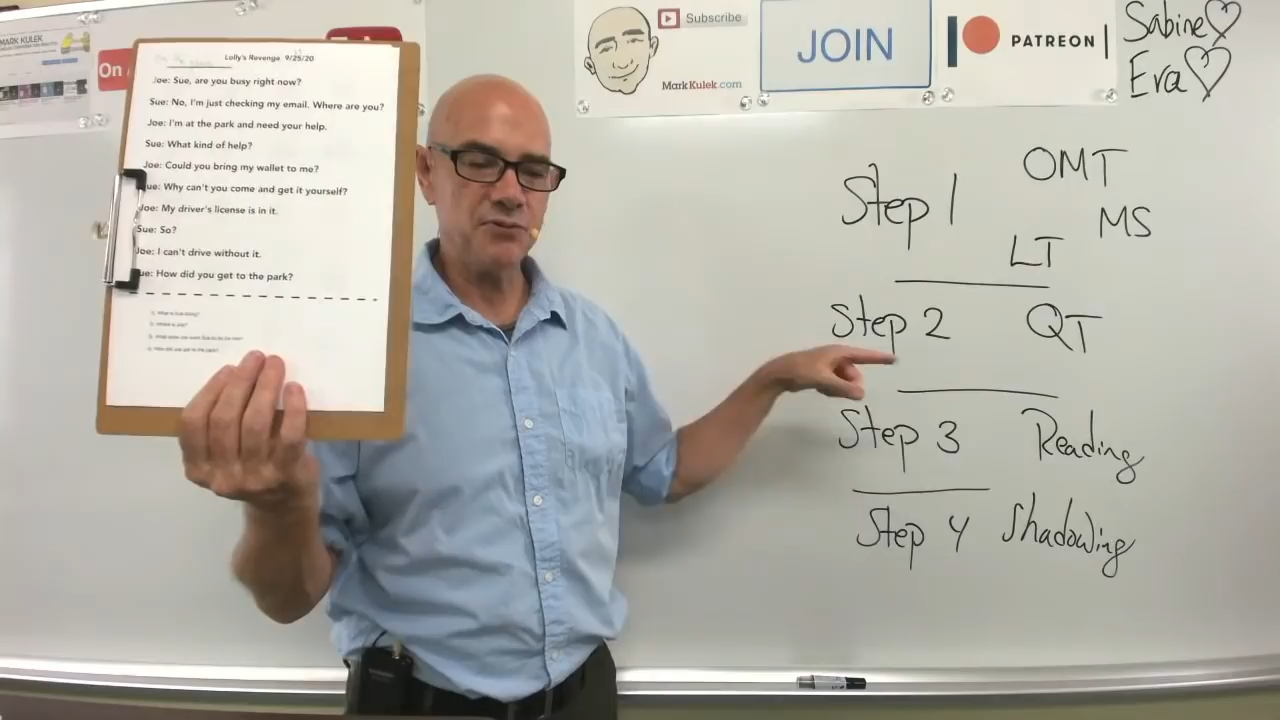 MARK KULEK
On
Lolly's Revenge 9/25/20
Joe: Sue, are you busy right now?
Sue: No, I'm just checking my email. Where are you?
Joe: I'm at the park and need your help.
Sue: What kind of help?
Joe: Could you bring my wallet to me?
ue: Why can't you come and get it yourself?
Joe: My driver's license is in it.
Sue: So?
Joe: I can't drive without it.
ue: How did you get to the park?
Subscribe
MarkKulek.com
JOIN
PATREON
Sabine♡
Eva♡
Step 1 OMT
MS
LT
Step 2 QT
Step 3 Reading
Step 4 Shadowing